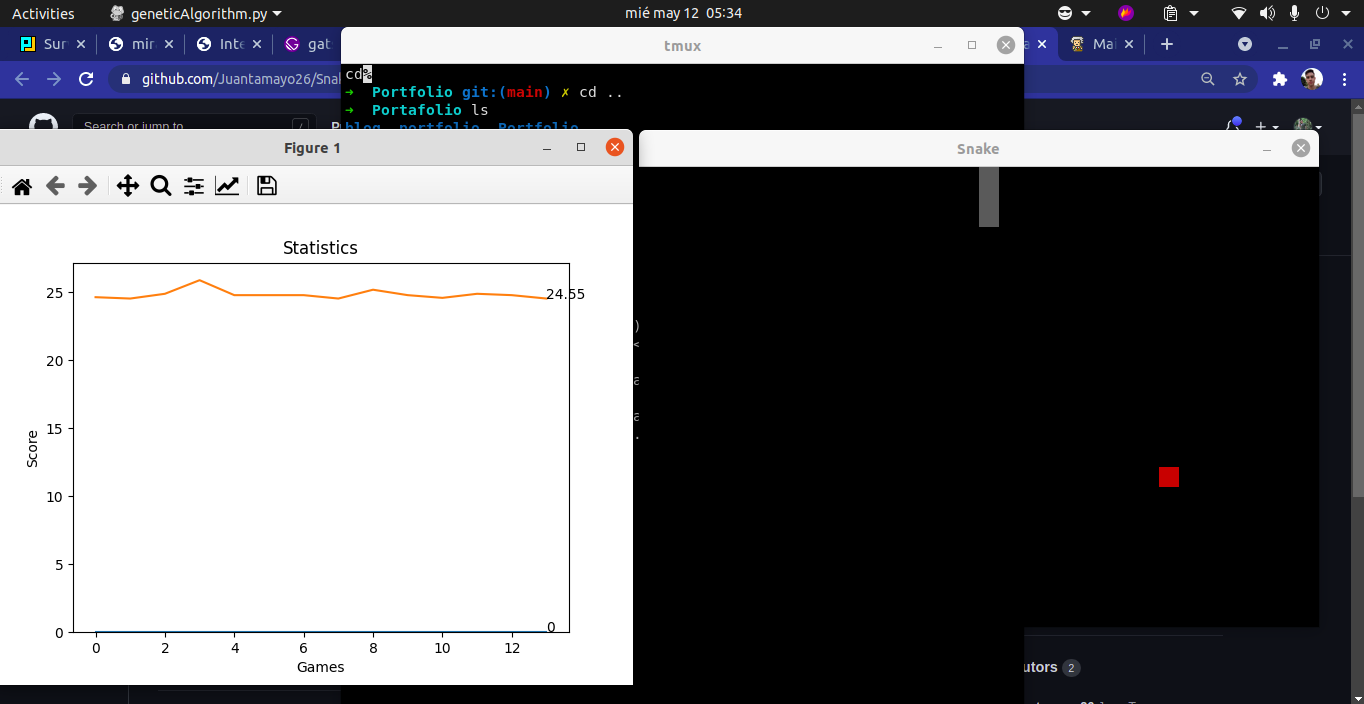 Activities geneticAlgorithm.py mié may 12 05:34
Sur mir Inte gat Mai
github.com/Juantamayo26/Sna
tmux
cd%
➜ Portfolio git:(main) ✗ cd ..
➜ Portafolio ls
blog portfolio Portfolio
Search or jump to /
Figure 1
Statistics
25
20
15
10
5
0
24.55
0
0 2 4 6 8 10 12
Score
Games
Snake
utors 2